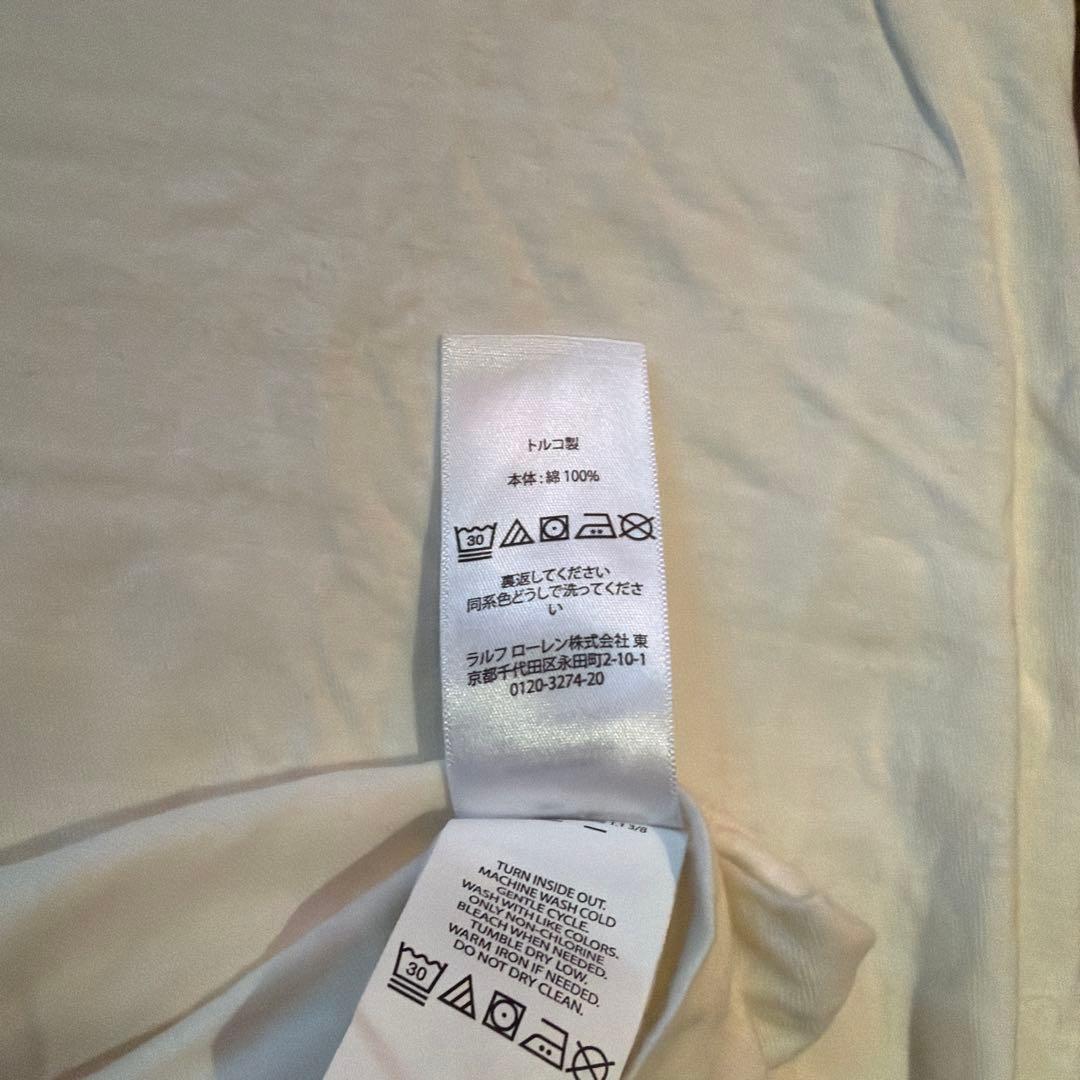 トルコ製
本体：綿 100%
30
裏返してください
同系色どうしで洗ってくださ
い
ラルフ ローレン株式会社 東
京都千代田区永田町2-10-1
0120-3274-20
3/8
TURN INSIDE OUT.
MACHINE WASH COLD
GENTLE CYCLE.
WASH WITH LIKE COLORS.
ONLY NON-CHLORINE
BLEACH WHEN NEEDED.
TUMBLE DRY LOW.
WARM IRON IF NEEDED.
DO NOT DRY CLEAN.
30